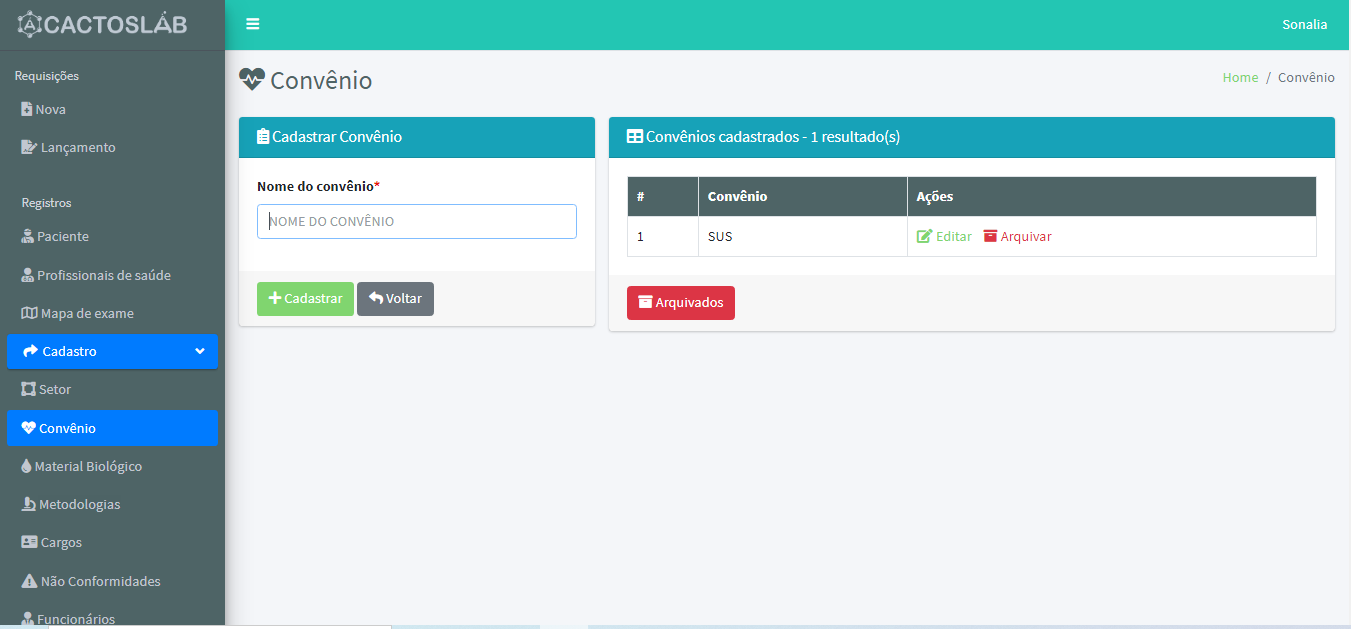 CACTOSLAB
Sonalia
Requisições
Nova
Lançamento
Registros
Paciente
Profissionais de saúde
Mapa de exame
Cadastro
Setor
Convênio
Material Biológico
Metodologias
Cargos
Não Conformidades
Funcionários
Convênio
Home / Convênio
Cadastrar Convênio
Nome do convênio*
NOME DO CONVÊNIO
Cadastrar Voltar
Convênios cadastrados - 1 resultado(s)
# Convênio Ações
1 SUS Editar Arquivar
Arquivados